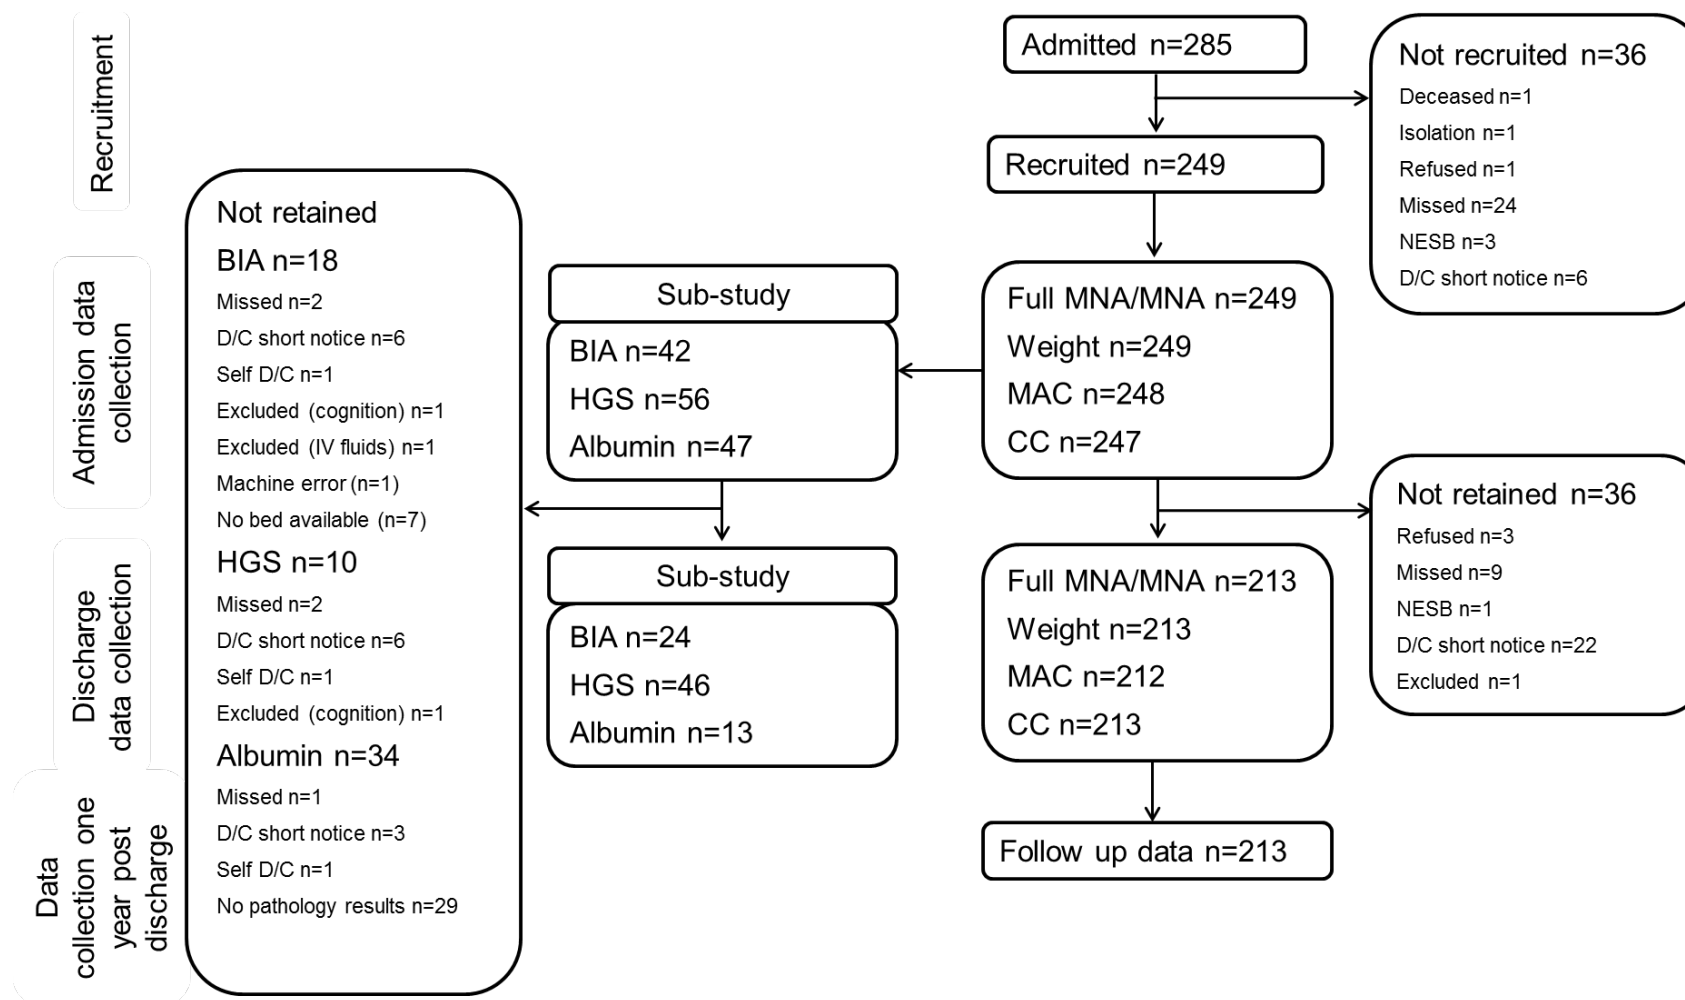 Recruitment
Admission data
collection
Discharge
data collection
Data
collection one
year post
discharge
Admitted n=285
Not recruited n=36
Deceased n=1
Isolation n=1
Refused n=1
Missed n=24
NESB n=3
D/C short notice n=6
Recruited n=249
Full MNA/MNA n=249
Weight n=249
MAC n=248
CC n=247
Sub-study
BIA n=42
HGS n=56
Albumin n=47
Not retained
BIA n=18
Missed n=2
D/C short notice n=6
Self D/C n=1
Excluded (cognition) n=1
Excluded (IV fluids) n=1
Machine error (n=1)
No bed available (n=7)
HGS n=10
Missed n=2
D/C short notice n=6
Self D/C n=1
Excluded (cognition) n=1
Albumin n=34
Missed n=1
D/C short notice n=3
Self D/C n=1
No pathology results n=29
Sub-study
BIA n=24
HGS n=46
Albumin n=13
Not retained n=36
Refused n=3
Missed n=9
NESB n=1
D/C short notice n=22
Excluded n=1
Full MNA/MNA n=213
Weight n=213
MAC n=212
CC n=213
Follow up data n=213